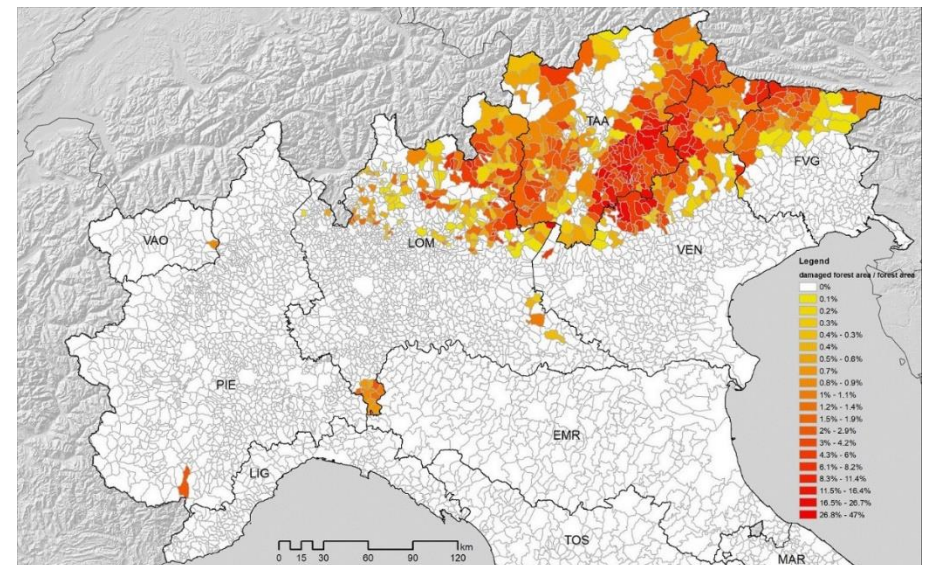 TAA
FVG
VAO
LOM
VEN
Legend
damaged forest area / forest area
0%
0.1%
0.2%
0.3%
0.4% - 0.3%
0.4%
0.5% - 0.6%
0.7%
0.8% - 0.9%
1% - 1.1%
1.2% - 1.4%
1.5% - 1.9%
2% - 2.9%
3% - 4.2%
4.3% - 6%
6.1% - 8.2%
8.3% - 11.4%
11.5% - 16.4%
16.5% - 26.7%
26.8% - 47%
PIE
EMR
LIG
TOS
MAR
km
0 15 30 60 90 120